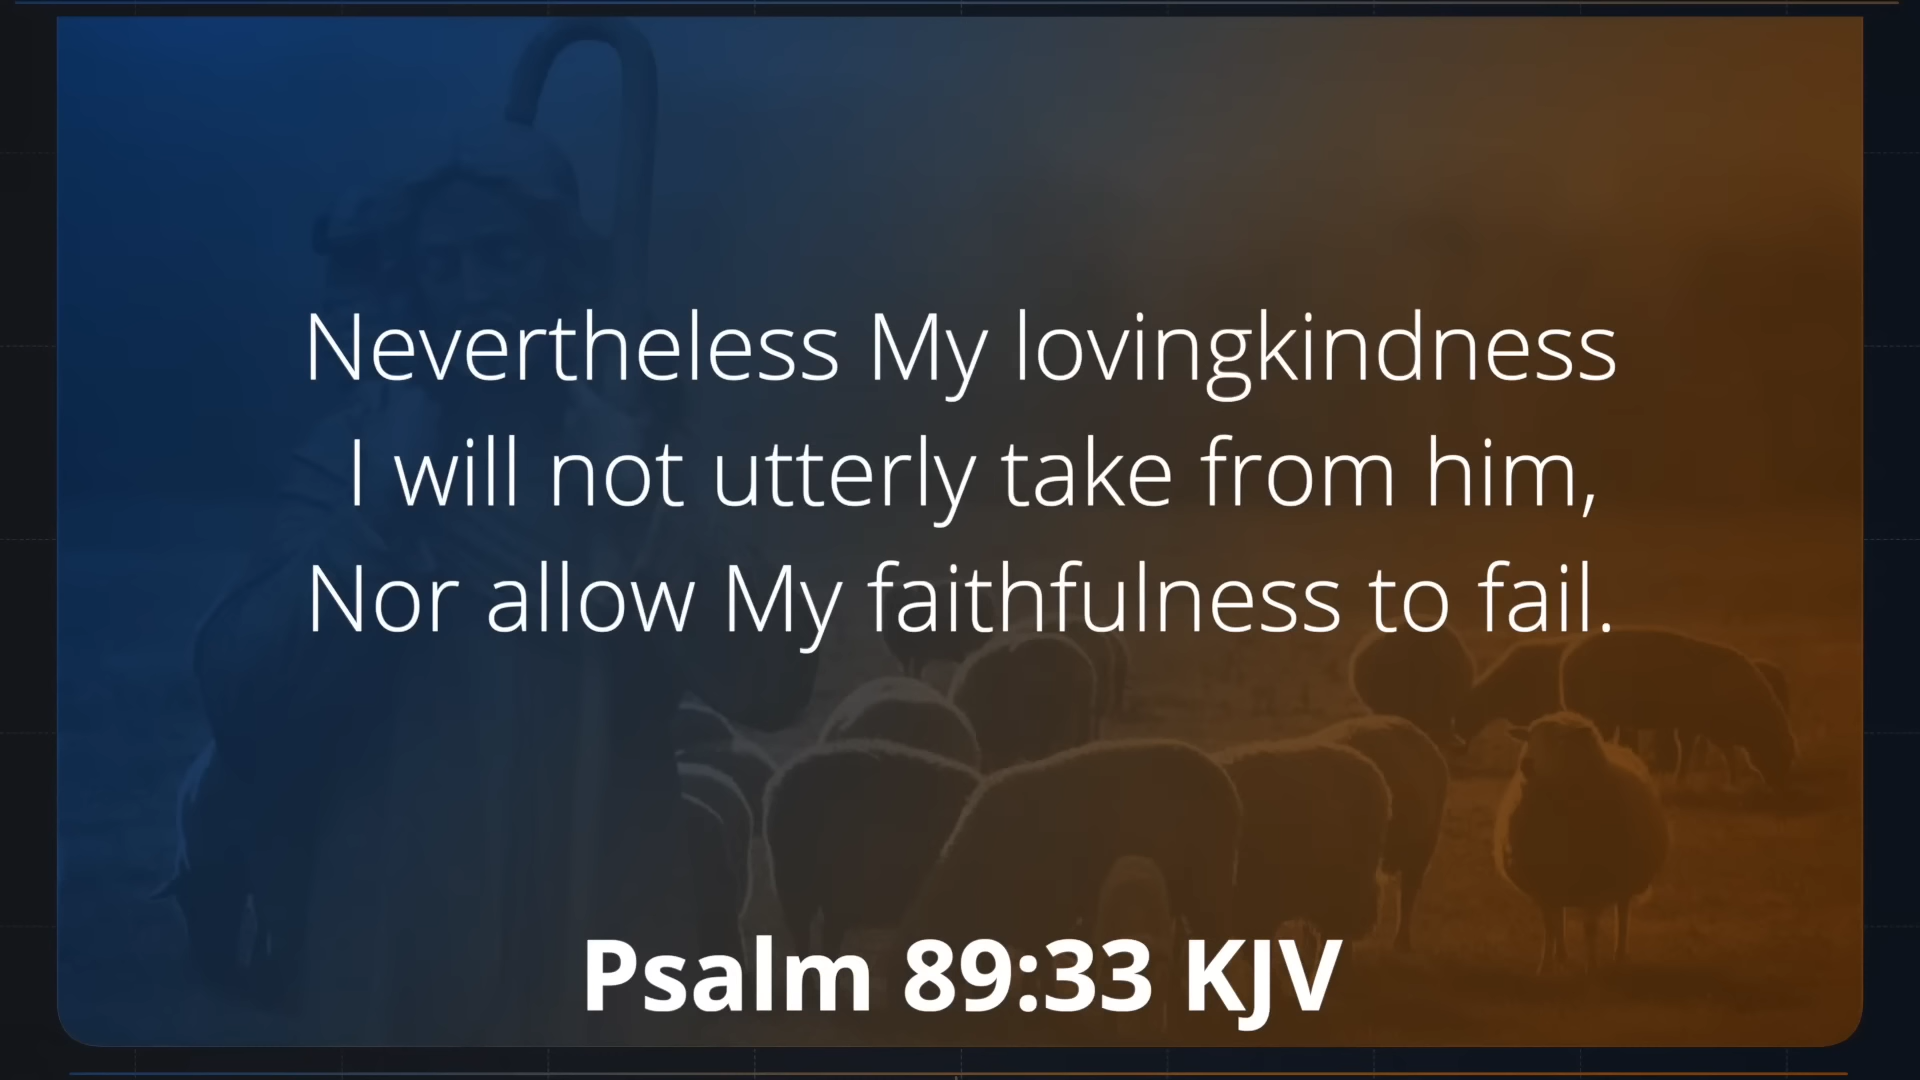 Nevertheless My lovingkindness
I will not utterly take from him,
Nor allow My faithfulness to fail.
Psalm 89:33 KJV